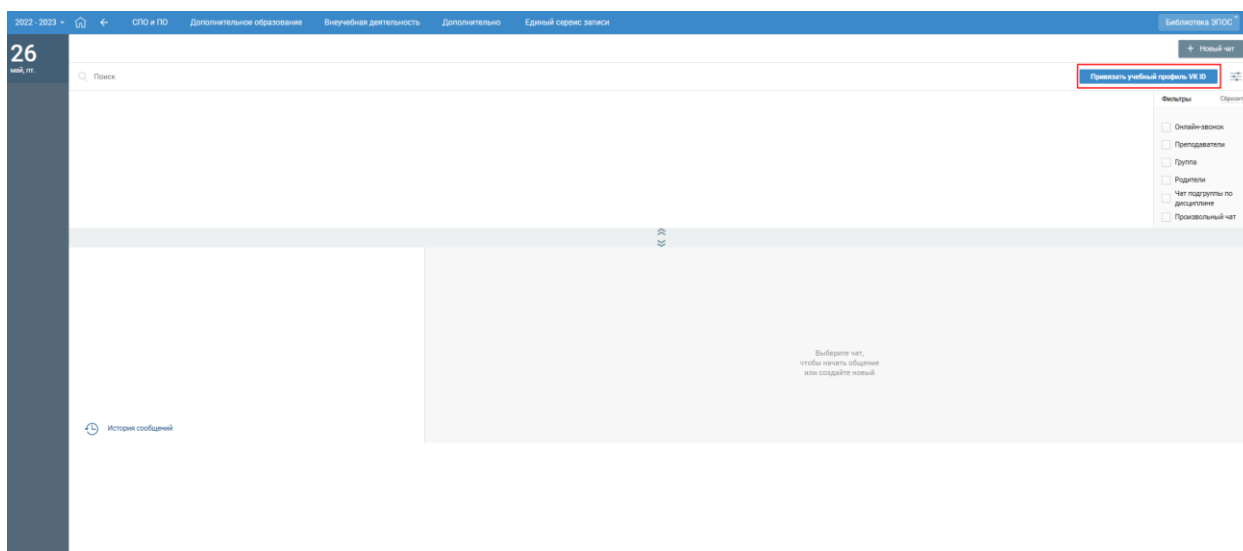 2022 - 2023
СПО и ПО
Дополнительное образование
Внеучебная деятельность
Дополнительно
Единый сервис записи
Библиотека ЭПОС
26
май, пт.
+ Новый чат
Поиск
Привязать учебный профиль VK ID
Фильтры
Онлайн-звонок
Преподаватели
Группа
Родители
Чат подгруппы по
дисциплине
Произвольный чат
Выберите чат,
чтобы начать общение
или создайте новый
История сообщений